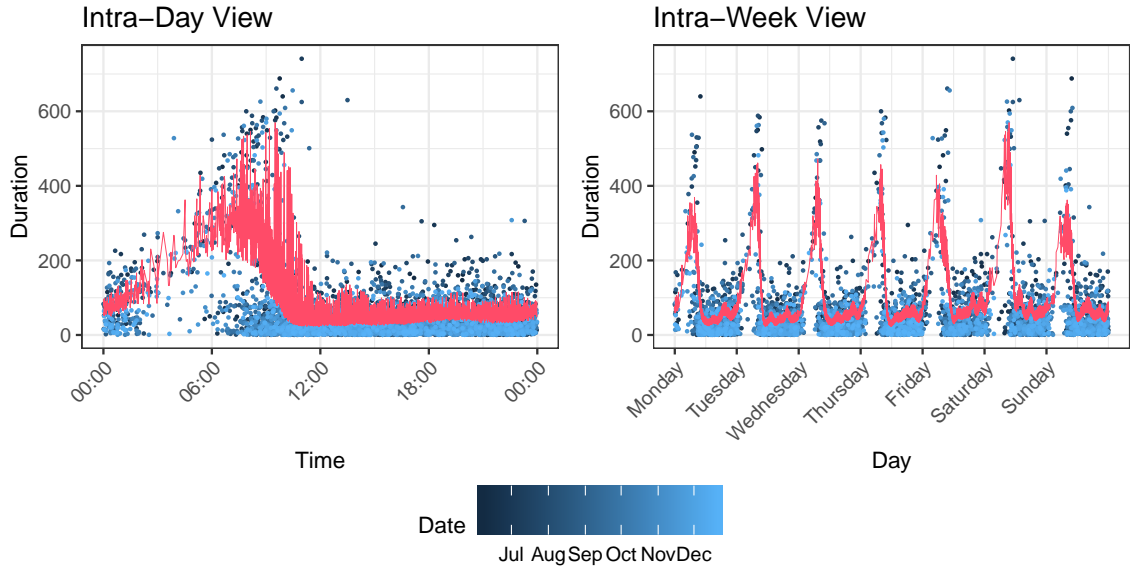 Intra−Day View
Intra−Week View
Duration
600
400
200
0
00:00
06:00
12:00
18:00
00:00
Time
Duration
600
400
200
0
Monday
Tuesday
Wednesday
Thursday
Friday
Saturday
Sunday
Day
Date
Jul Aug Sep Oct Nov Dec